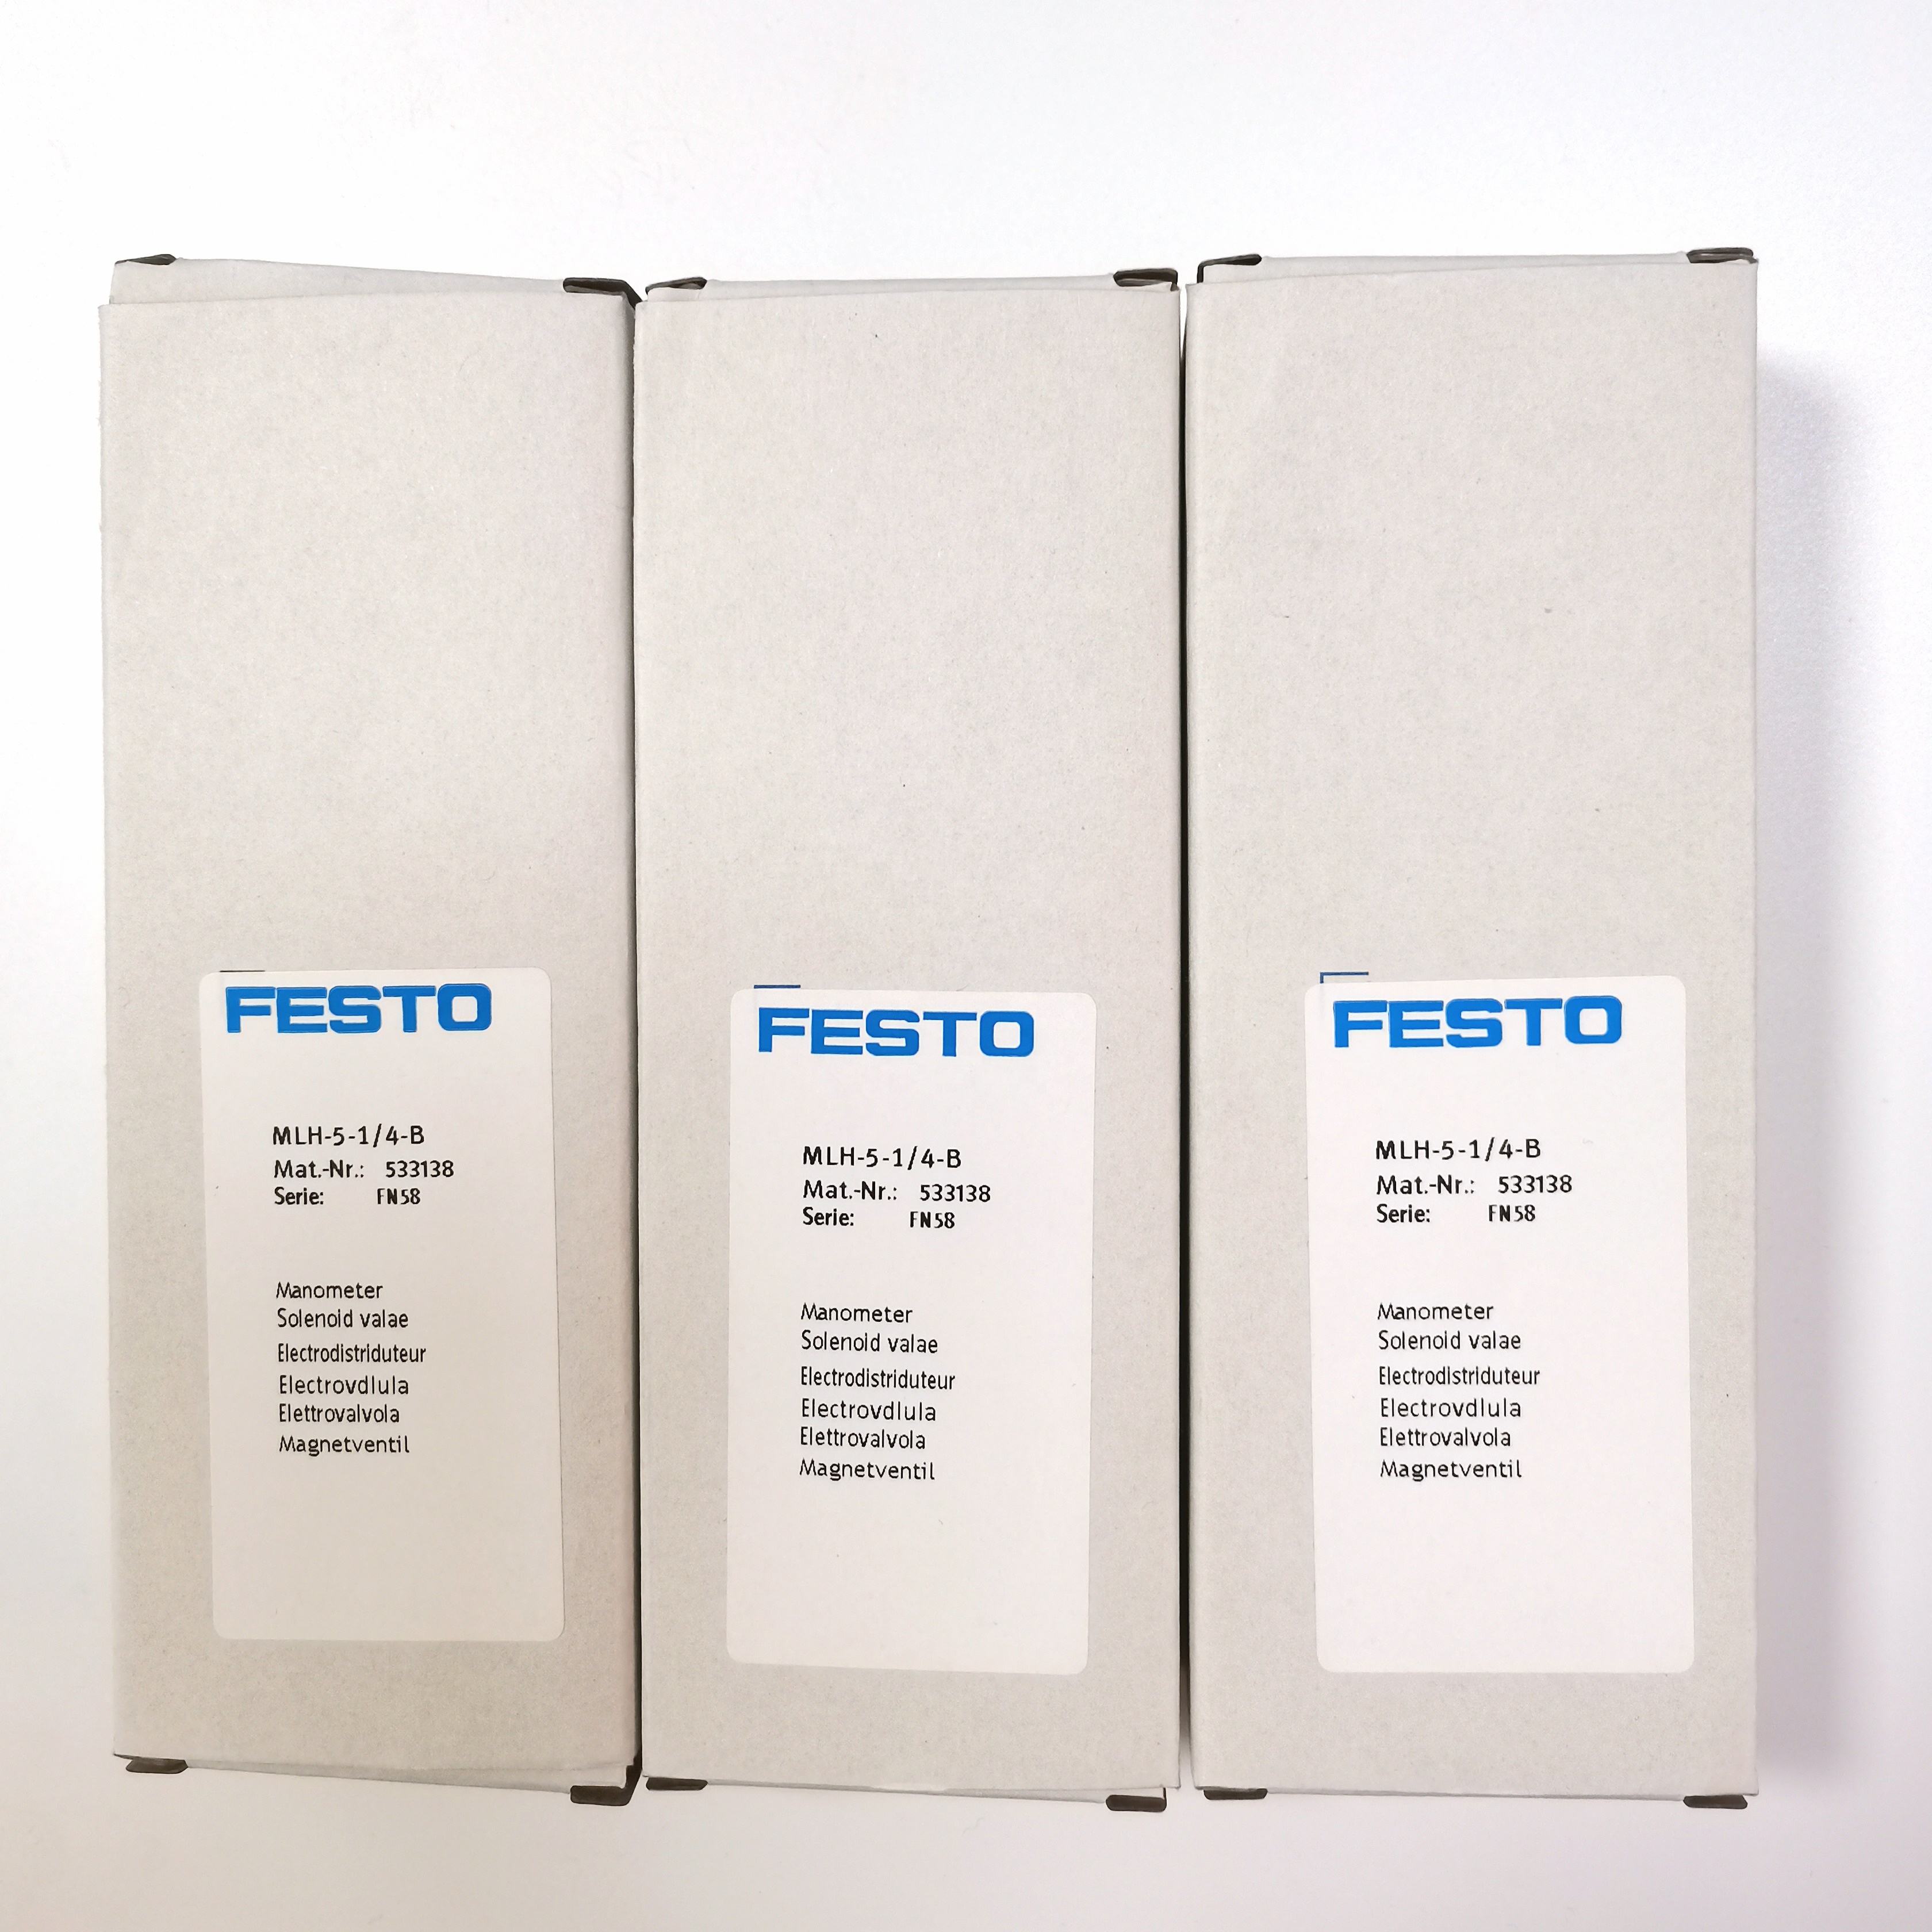 FESTO
MLH-5-1/4-B
Mat.-Nr.: 533138
Serie: FN58
Manometer
Solenoid valae
Electrodistriduteur
Electrovdlula
Elettrovalvola
Magnetventil
FESTO
MLH-5-1/4-B
Mat.-Nr.: 533138
Serie: FN58
Manometer
Solenoid valae
Electrodistriduteur
Electrovdlula
Elettrovalvola
Magnetventil
FESTO
MLH-5-1/4-B
Mat.-Nr.: 533138
Serie: FN58
Manometer
Solenoid valae
Electrodistriduteur
Electrovdlula
Elettrovalvola
Magnetventil